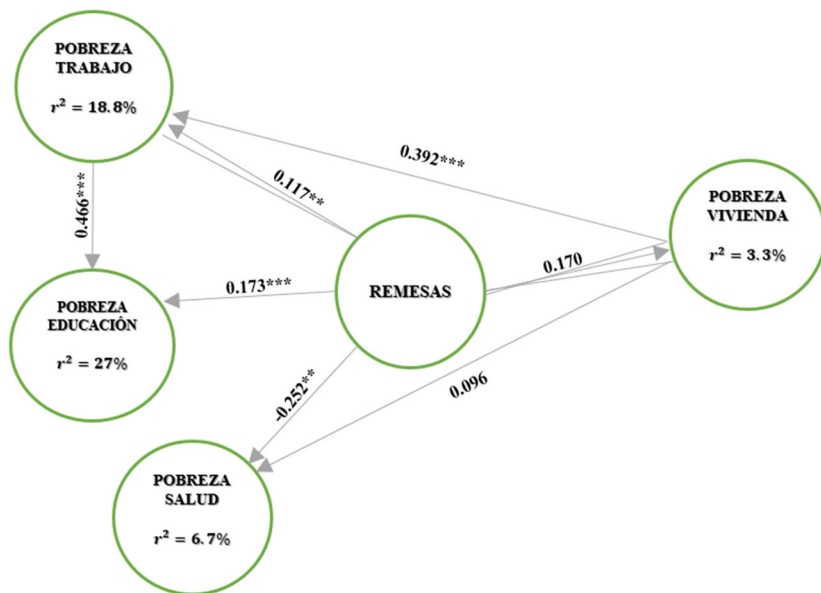 POBREZA
TRABAJO
r² = 18.8%
0.392***
0.117**
0.466***
POBREZA
VIVIENDA
r² = 3.3%
0.170
REMESAS
0.173***
POBREZA
EDUCACIÓN
r² = 27%
-0.252**
0.096
POBREZA
SALUD
r² = 6.7%